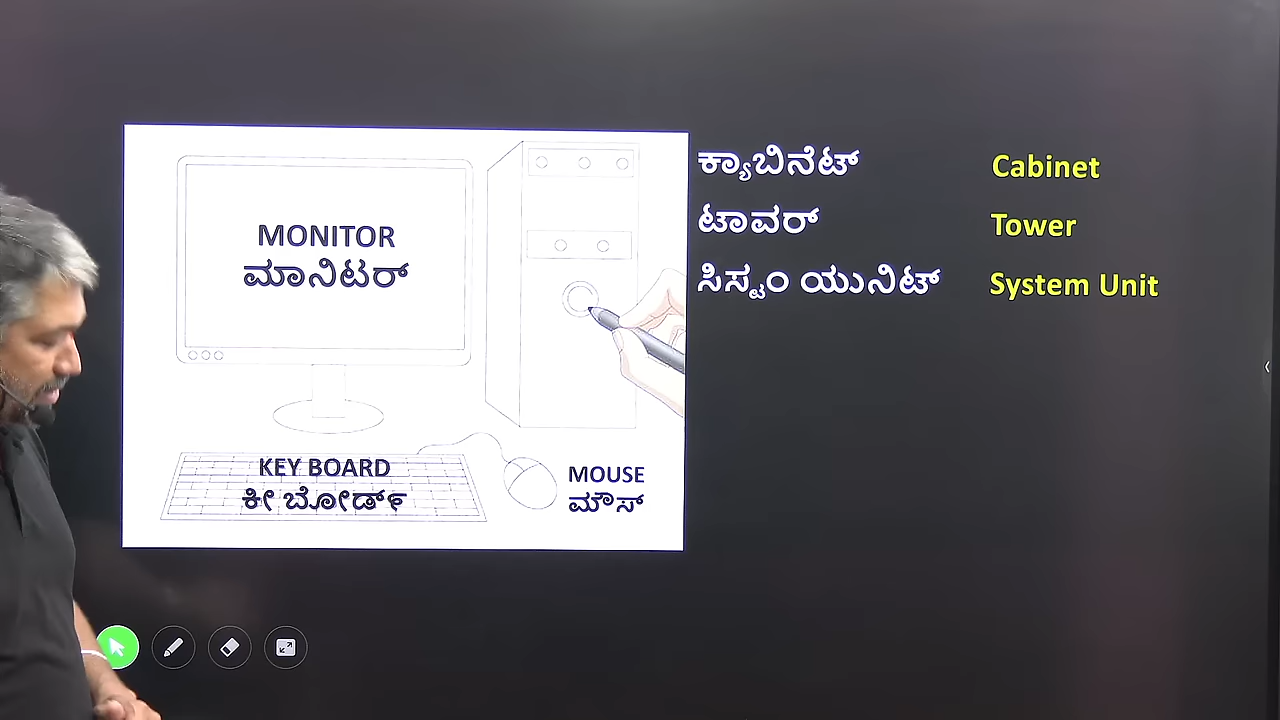 MONITOR
ಮಾನಿಟರ್
KEY BOARD
ಕೀ ಬೋರ್ಡ್
MOUSE
ಮೌಸ್
ಕ್ಯಾಬಿನೆಟ್ Cabinet
ಟಾವರ್ Tower
ಸಿಸ್ಟಂ ಯುನಿಟ್ System Unit